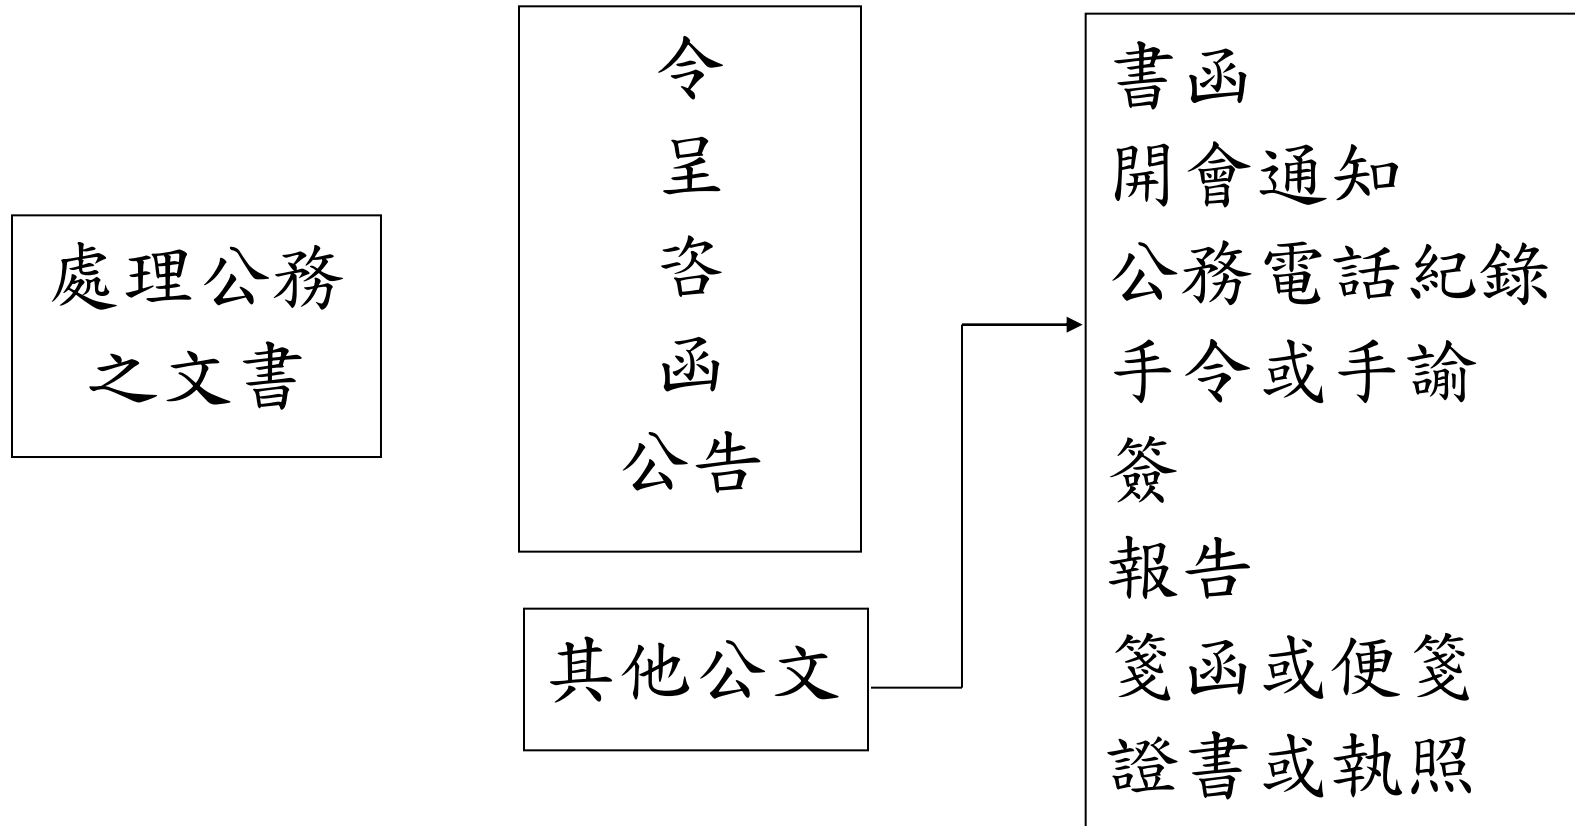 處理公務
之文書
令
呈
咨
函
公告
其他公文
書函
開會通知
公務電話紀錄
手令或手諭
簽
報告
箋函或便箋
證書或執照